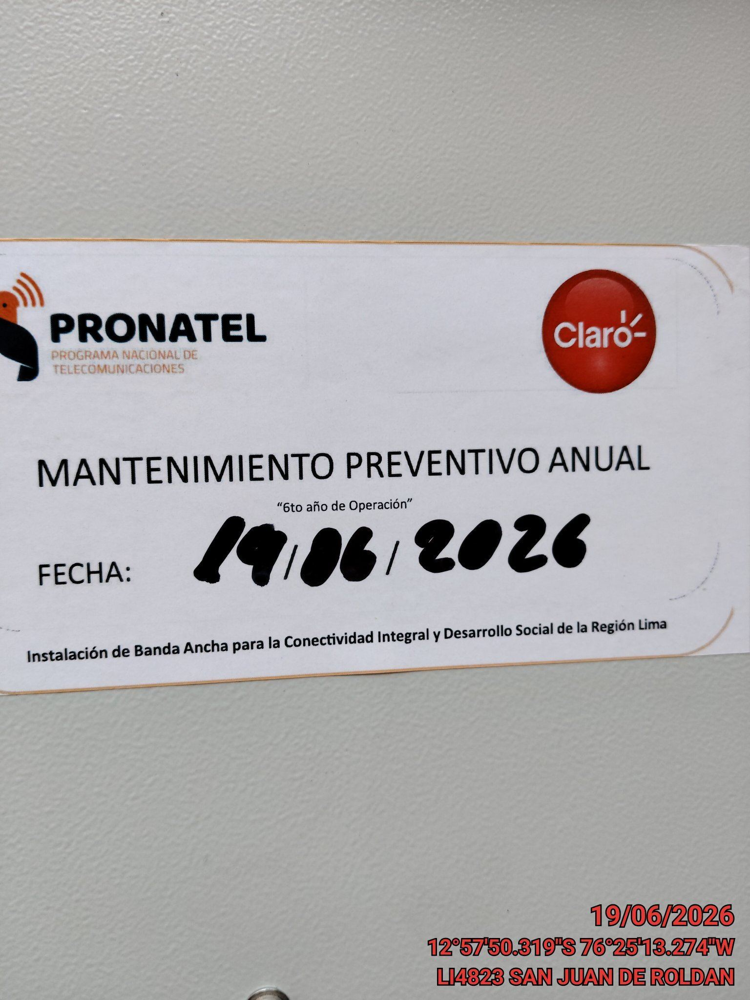 PRONATEL
PROGRAMA NACIONAL DE
TELECOMUNICACIONES
Claro
MANTENIMIENTO PREVENTIVO ANUAL
“6to año de Operación”
FECHA: 19/06/2026
Instalación de Banda Ancha para la Conectividad Integral y Desarrollo Social de la Región Lima
19/06/2026
12°57'50.319"S 76°25'13.274"W
LI4823 SAN JUAN DE ROLDAN